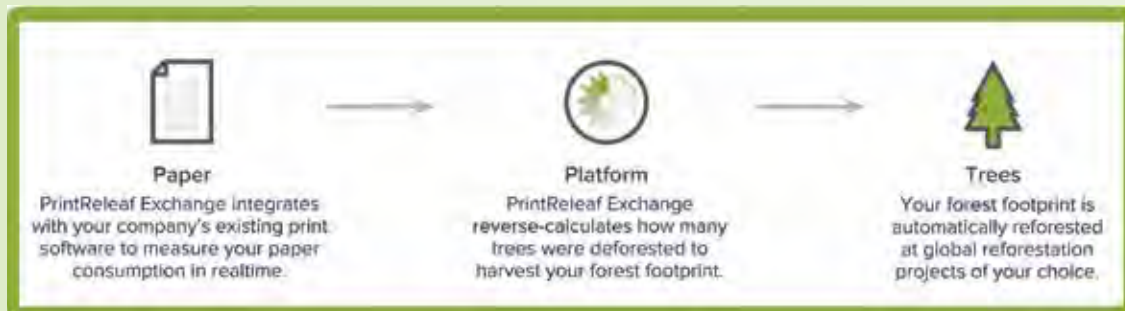 Paper
PrintReleaf Exchange integrates
with your company's existing print
software to measure your paper
consumption in realtime.
Platform
PrintReleaf Exchange
reverse-calculates how many
trees were deforested to
harvest your forest footprint.
Trees
Your forest footprint is
automatically reforested
at global reforestation
projects of your choice.